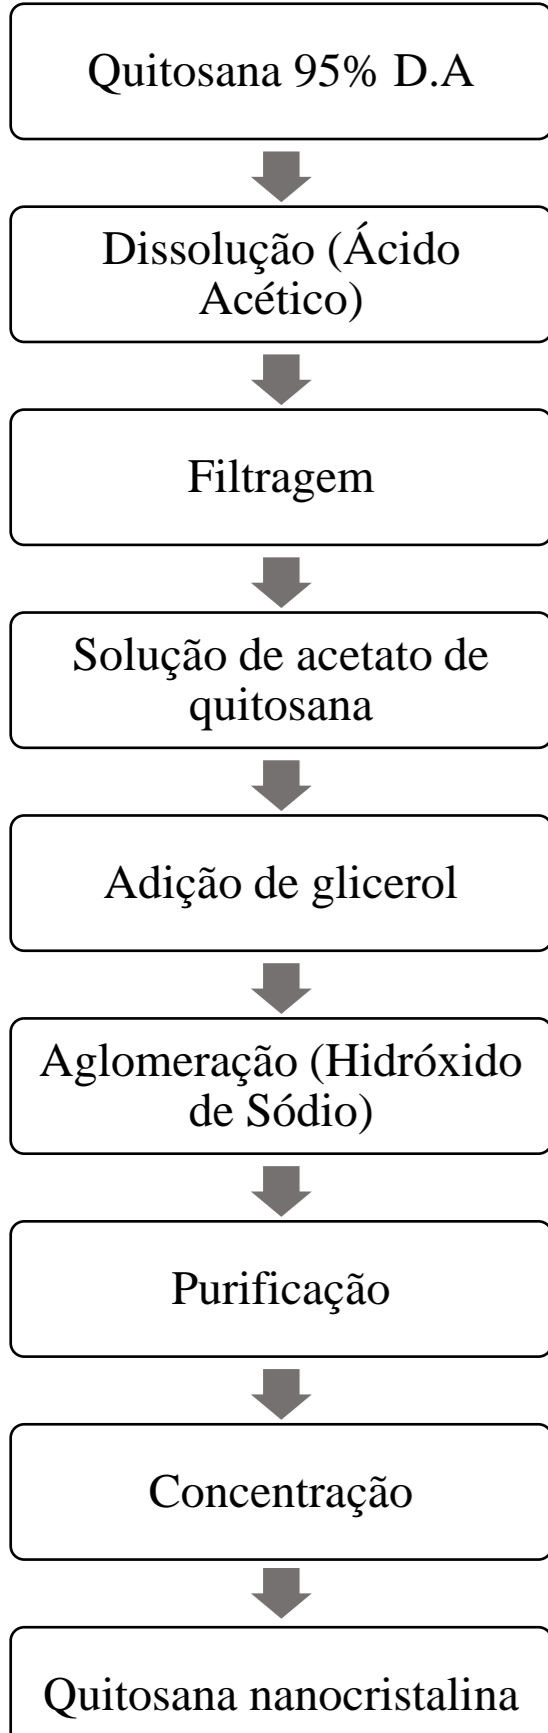 Quitosana 95% D.A
Dissolução (Ácido
Acético)
Filtragem
Solução de acetato de
quitosana
Adição de glicerol
Aglomeração (Hidróxido
de Sódio)
Purificação
Concentração
Quitosana nanocristalina